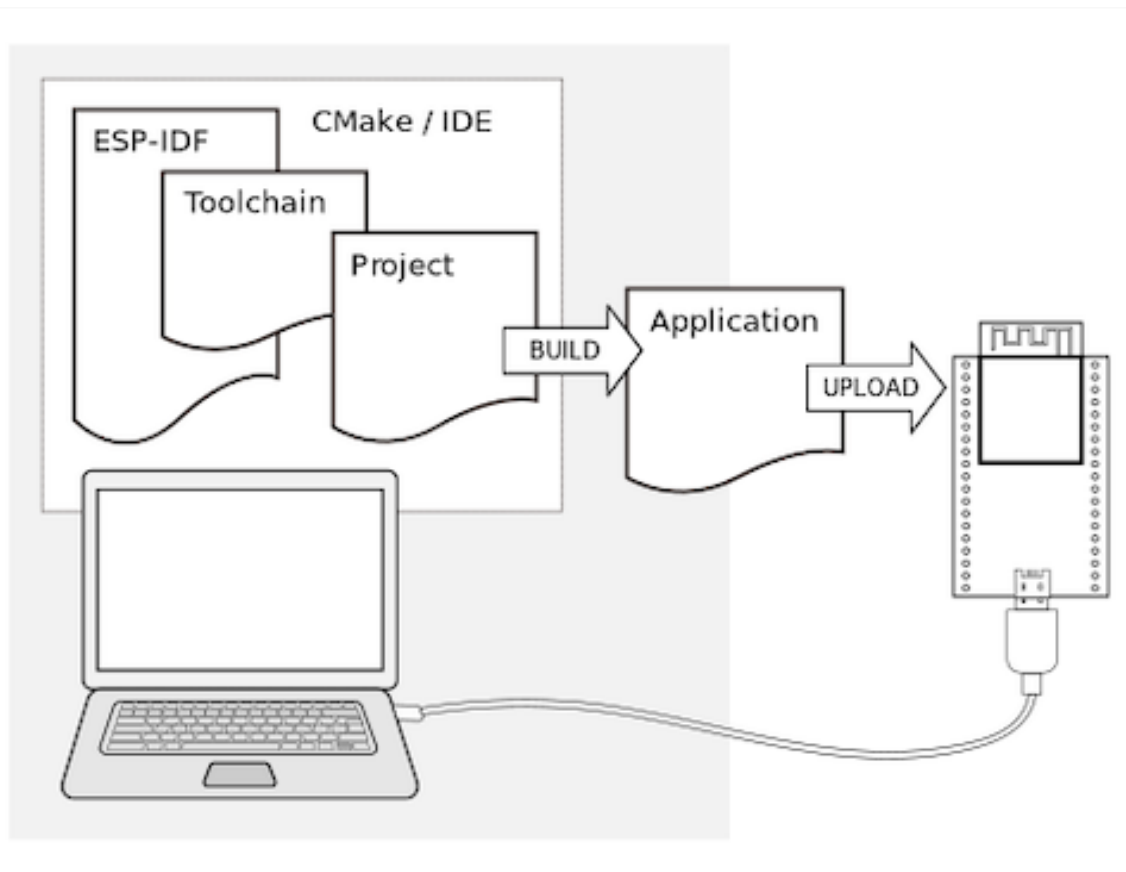 CMake / IDE
ESP-IDF
Toolchain
Project
BUILD
Application
UPLOAD